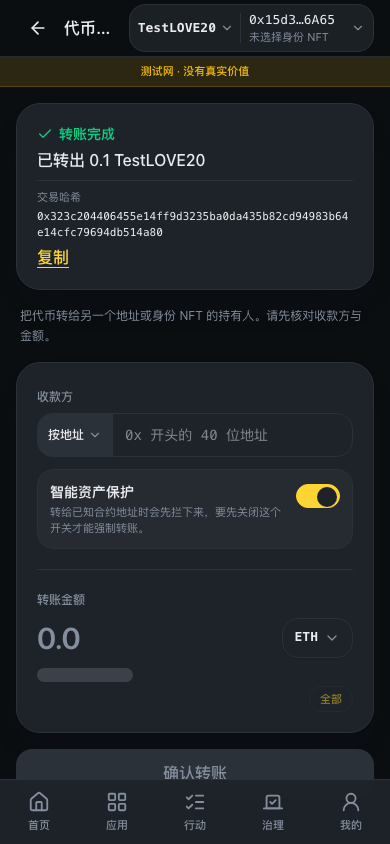 代币...
TestLOVE20
0x15d3…6A65
未选择身份 NFT
测试网 · 没有真实价值
转账完成
已转出 0.1 TestLOVE20
交易哈希
0x323c204406455e14ff9d3235ba0da435b82cd94983b64
e14cfc79694db514a80
复制
把代币转给另一个地址或身份 NFT 的持有人。请先核对收款方与
金额。
收款方
按地址
0x 开头的 40 位地址
智能资产保护
转给已知合约地址时会先拦下来，要先关闭这个
开关才能强制转账。
转账金额
0.0
ETH
全部
确认转账
首页
应用
行动
治理
我的